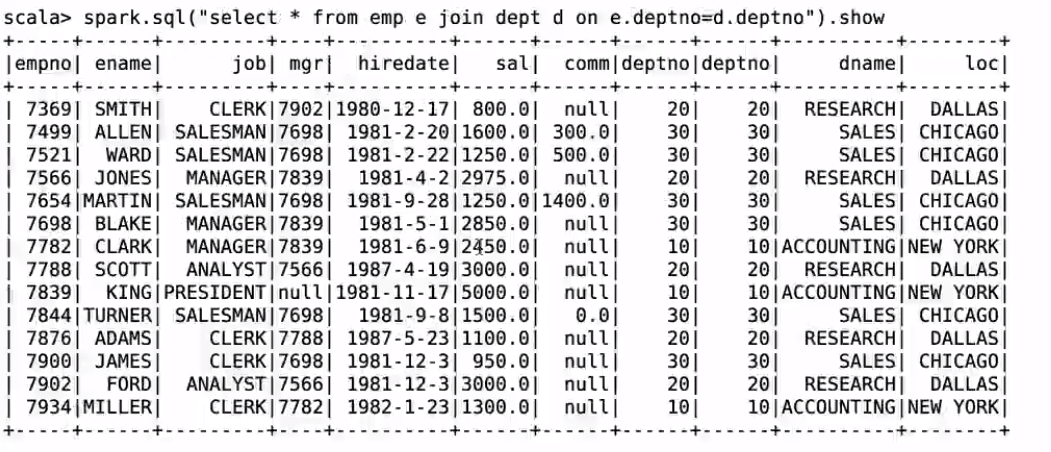 scala> spark.sql("select * from emp e join dept d on e.deptno=d.deptno").show
+-----+------+---------+----+----------+------+------+------+------+----------+--------+
|empno| ename|      job| mgr|  hiredate|   sal|  comm|deptno|deptno|     dname|     loc|
+-----+------+---------+----+----------+------+------+------+------+----------+--------+
| 7369| SMITH|    CLERK|7902|1980-12-17| 800.0|  null|    20|    20|  RESEARCH|  DALLAS|
| 7499| ALLEN| SALESMAN|7698| 1981-2-20|1600.0| 300.0|    30|    30|     SALES| CHICAGO|
| 7521|  WARD| SALESMAN|7698| 1981-2-22|1250.0| 500.0|    30|    30|     SALES| CHICAGO|
| 7566| JONES|  MANAGER|7839|  1981-4-2|2975.0|  null|    20|    20|  RESEARCH|  DALLAS|
| 7654|MARTIN| SALESMAN|7698| 1981-9-28|1250.0|1400.0|    30|    30|     SALES| CHICAGO|
| 7698| BLAKE|  MANAGER|7839|  1981-5-1|2850.0|  null|    30|    30|     SALES| CHICAGO|
| 7782| CLARK|  MANAGER|7839|  1981-6-9|2450.0|  null|    10|    10|ACCOUNTING|NEW YORK|
| 7788| SCOTT|  ANALYST|7566| 1987-4-19|3000.0|  null|    20|    20|  RESEARCH|  DALLAS|
| 7839|  KING|PRESIDENT|null|1981-11-17|5000.0|  null|    10|    10|ACCOUNTING|NEW YORK|
| 7844|TURNER| SALESMAN|7698|  1981-9-8|1500.0|   0.0|    30|    30|     SALES| CHICAGO|
| 7876| ADAMS|    CLERK|7788| 1987-5-23|1100.0|  null|    20|    20|  RESEARCH|  DALLAS|
| 7900| JAMES|    CLERK|7698| 1981-12-3| 950.0|  null|    30|    30|     SALES| CHICAGO|
| 7902|  FORD|  ANALYST|7566| 1981-12-3|3000.0|  null|    20|    20|  RESEARCH|  DALLAS|
| 7934|MILLER|    CLERK|7782| 1982-1-23|1300.0|  null|    10|    10|ACCOUNTING|NEW YORK|
+-----+------+---------+----+----------+------+------+------+------+----------+--------+